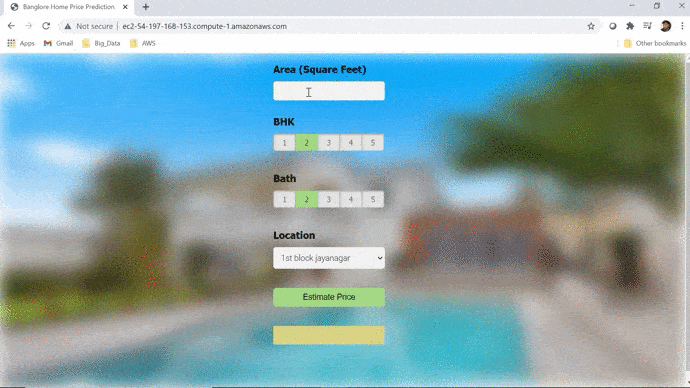 Banglore Home Price Prediction
Not secure | ec2-54-197-168-153.compute-1.amazonaws.com
Apps Gmail Big_Data AWS Other bookmarks
Area (Square Feet)
BHK
1 2 3 4 5
Bath
1 2 3 4 5
Location
1st block jayanagar
Estimate Price